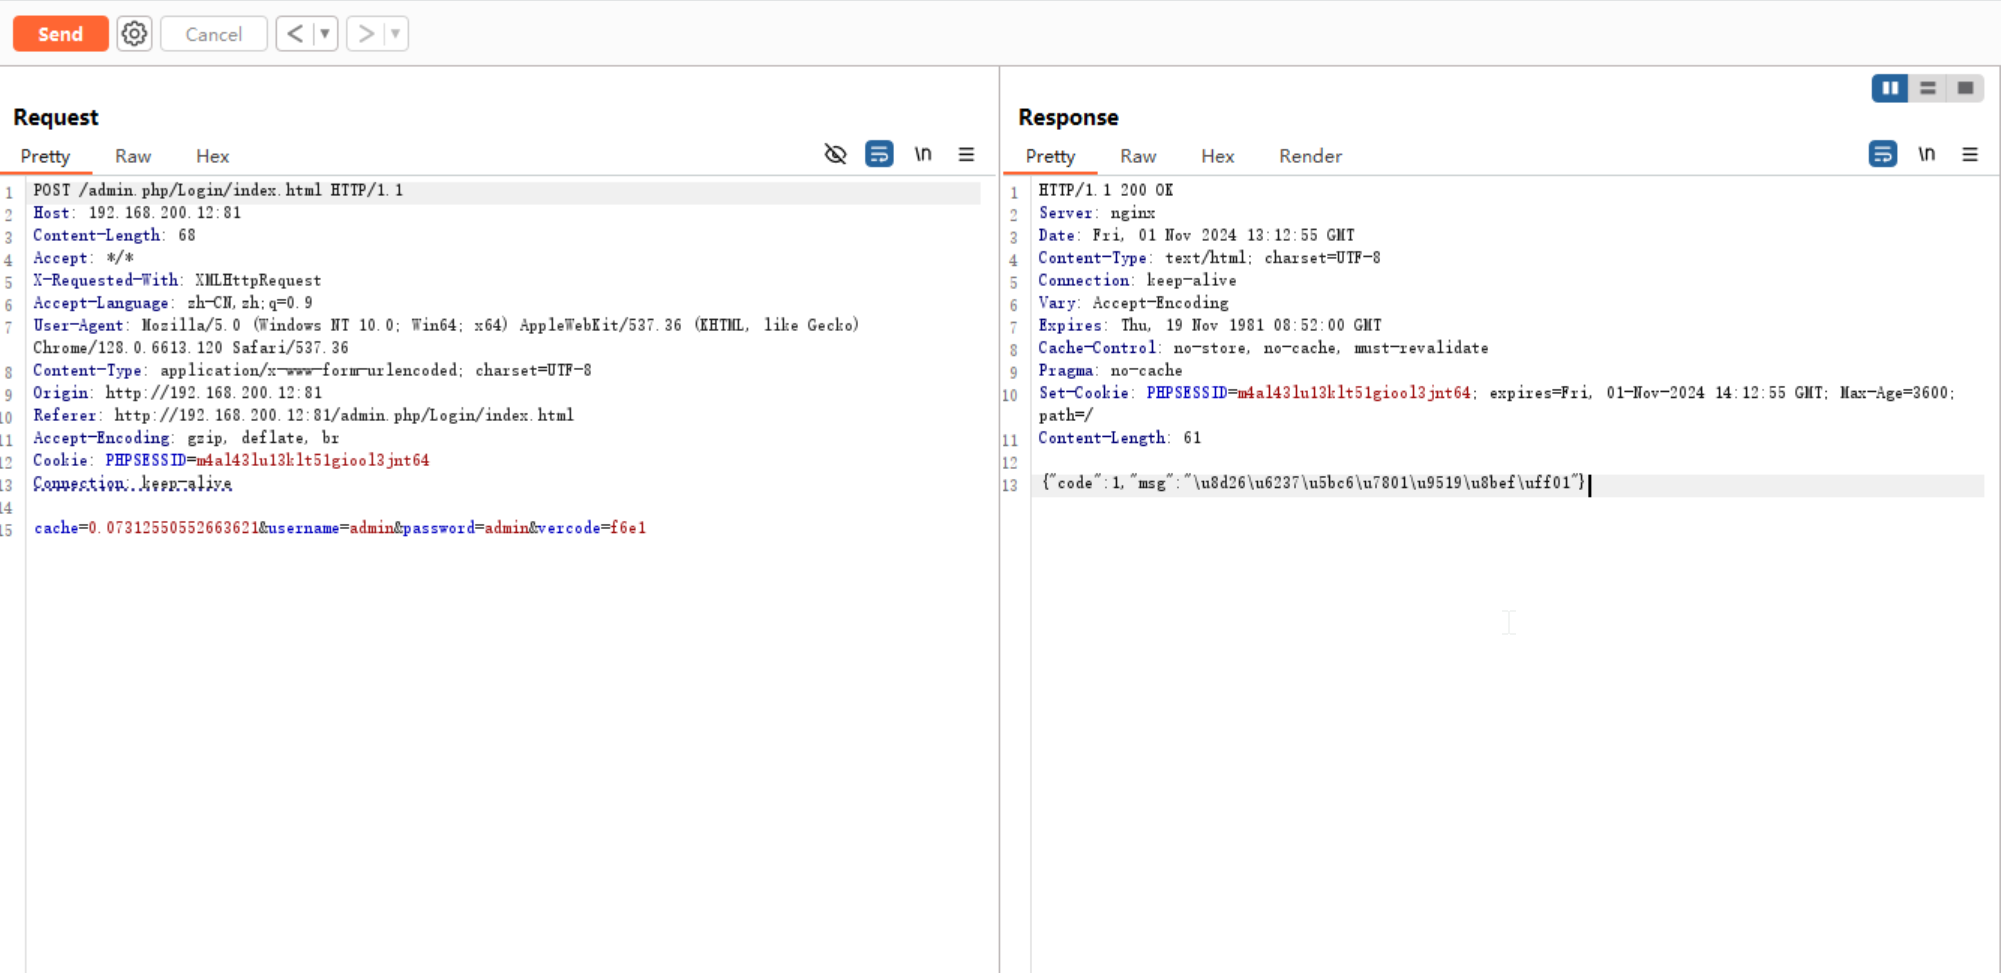 Send
Cancel
< ▼
> ▼
Request
Pretty Raw Hex
\n
1 POST /admin.php/Login/index.html HTTP/1.1
2 Host: 192.168.200.12:81
3 Content-Length: 68
4 Accept: */*
5 X-Requested-With: XMLHttpRequest
6 Accept-Language: zh-CN,zh;q=0.9
7 User-Agent: Mozilla/5.0 (Windows NT 10.0; Win64; x64) AppleWebKit/537.36 (KHTML, like Gecko)
Chrome/128.0.6613.120 Safari/537.36
8 Content-Type: application/x-www-form-urlencoded; charset=UTF-8
9 Origin: http://192.168.200.12:81
10 Referer: http://192.168.200.12:81/admin.php/Login/index.html
11 Accept-Encoding: gzip, deflate, br
12 Cookie: PHPSESSID=m4al43lu13klt51giool3jnt64
13 Connection: keep-alive
14
15 cache=0.07312550552663621&username=admin&password=admin&vercode=f6e1
Response
Pretty Raw Hex Render
\n
1 HTTP/1.1 200 OK
2 Server: nginx
3 Date: Fri, 01 Nov 2024 13:12:55 GMT
4 Content-Type: text/html; charset=UTF-8
5 Connection: keep-alive
6 Vary: Accept-Encoding
7 Expires: Thu, 19 Nov 1981 08:52:00 GMT
8 Cache-Control: no-store, no-cache, must-revalidate
9 Pragma: no-cache
10 Set-Cookie: PHPSESSID=m4al43lu13klt51giool3jnt64; expires=Fri, 01-Nov-2024 14:12:55 GMT; Max-Age=3600;
path=/
11 Content-Length: 61
12
13 {"code":1,"msg":"\u8d26\u6237\u5bc6\u7801\u9519\u8bef\uff01"}